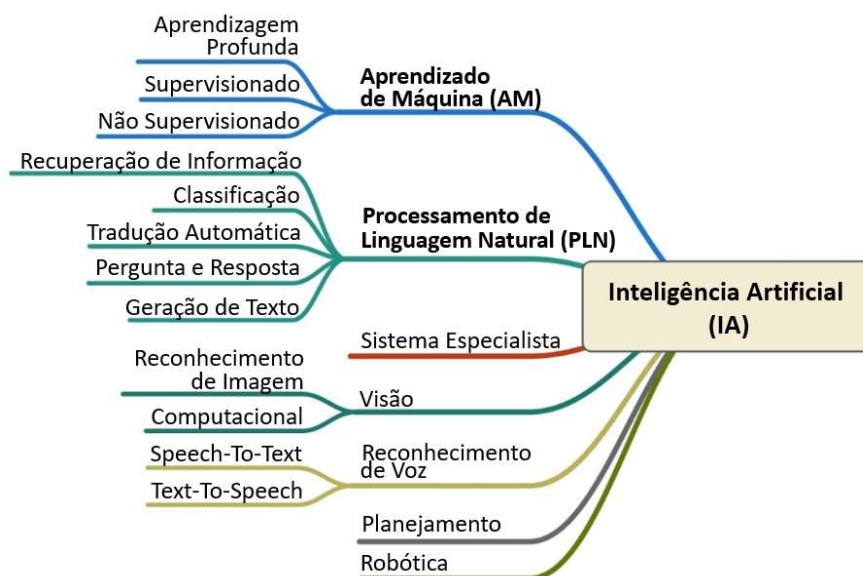 Aprendizagem
Profunda
Supervisionado
Não Supervisionado
Aprendizado
de Máquina (AM)
Recuperação de Informação
Classificação
Tradução Automática
Pergunta e Resposta
Geração de Texto
Processamento de
Linguagem Natural (PLN)
Inteligência Artificial
(IA)
Sistema Especialista
Reconhecimento
de Imagem
Computacional
Visão
Speech-To-Text
Text-To-Speech
Reconhecimento
de Voz
Planejamento
Robótica